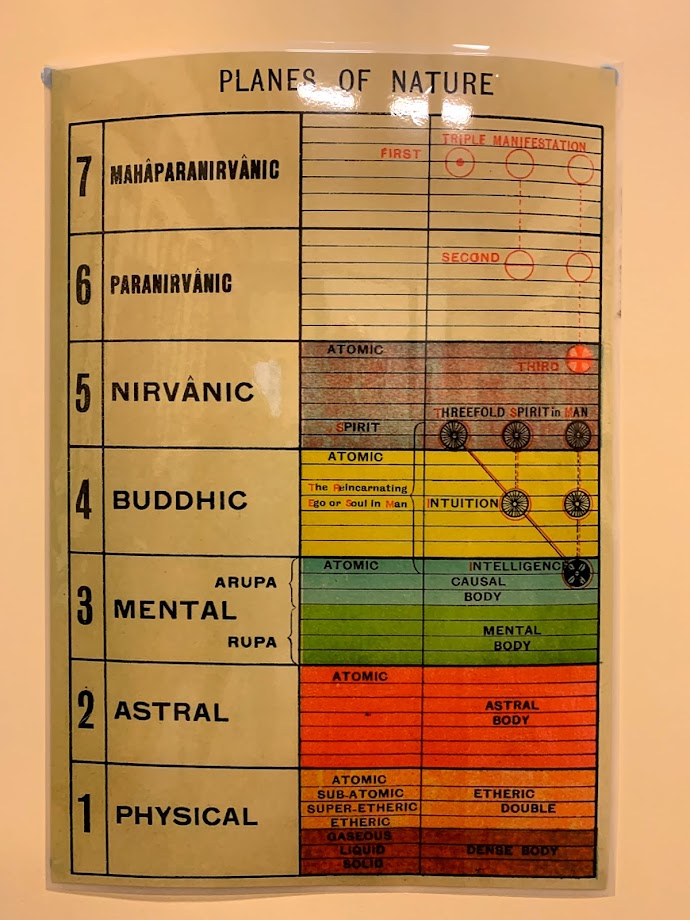 PLANES OF NATURE
7 MAHÂPARANIRVÂNIC
FIRST
TRIPLE MANIFESTATION
6 PARANIRVÂNIC
SECOND
5 NIRVÂNIC
ATOMIC
THIRD
SPIRIT
THREEFOLD SPIRIT in MAN
4 BUDDHIC
ATOMIC
The Reincarnating
Ego or Soul in Man
INTUITION
3 MENTAL
ARUPA
RUPA
ATOMIC
INTELLIGENCE
CAUSAL
BODY
MENTAL
BODY
2 ASTRAL
ATOMIC
ASTRAL
BODY
1 PHYSICAL
ATOMIC
SUB-ATOMIC
SUPER-ETHERIC
ETHERIC
GASEOUS
LIQUID
SOLID
ETHERIC
DOUBLE
DENSE BODY